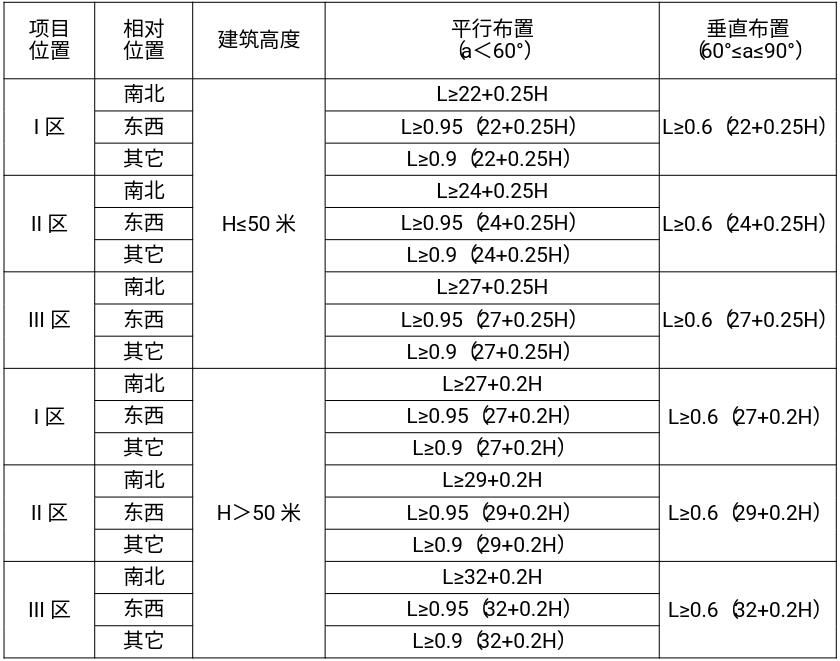 项目
位置
相对
位置
建筑高度
平行布置
（a＜60°）
垂直布置
（60°≤a≤90°）
I 区
南北
H≤50 米
L≥22+0.25H
L≥0.6（22+0.25H）
东西
L≥0.95（22+0.25H）
其它
L≥0.9（22+0.25H）
II 区
南北
L≥24+0.25H
L≥0.6（24+0.25H）
东西
L≥0.95（24+0.25H）
其它
L≥0.9（24+0.25H）
III 区
南北
L≥27+0.25H
L≥0.6（27+0.25H）
东西
L≥0.95（27+0.25H）
其它
L≥0.9（27+0.25H）
I 区
南北
H＞50 米
L≥27+0.2H
L≥0.6（27+0.2H）
东西
L≥0.95（27+0.2H）
其它
L≥0.9（27+0.2H）
II 区
南北
L≥29+0.2H
L≥0.6（29+0.2H）
东西
L≥0.95（29+0.2H）
其它
L≥0.9（29+0.2H）
III 区
南北
L≥32+0.2H
L≥0.6（32+0.2H）
东西
L≥0.95（32+0.2H）
其它
L≥0.9（32+0.2H）